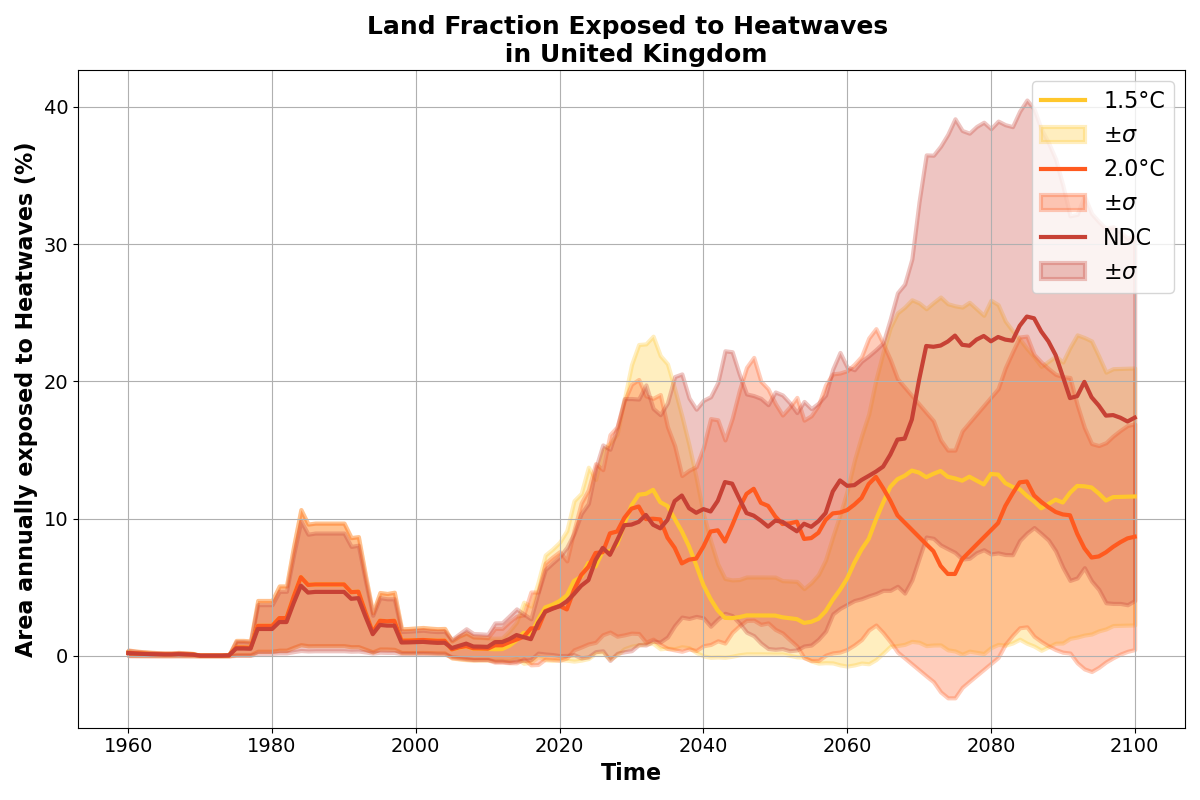 Land Fraction Exposed to Heatwaves
in United Kingdom
Area annually exposed to Heatwaves (%)
40
30
20
10
0
1.5°C
±σ
2.0°C
±σ
NDC
±σ
1960
1980
2000
2020
2040
2060
2080
2100
Time